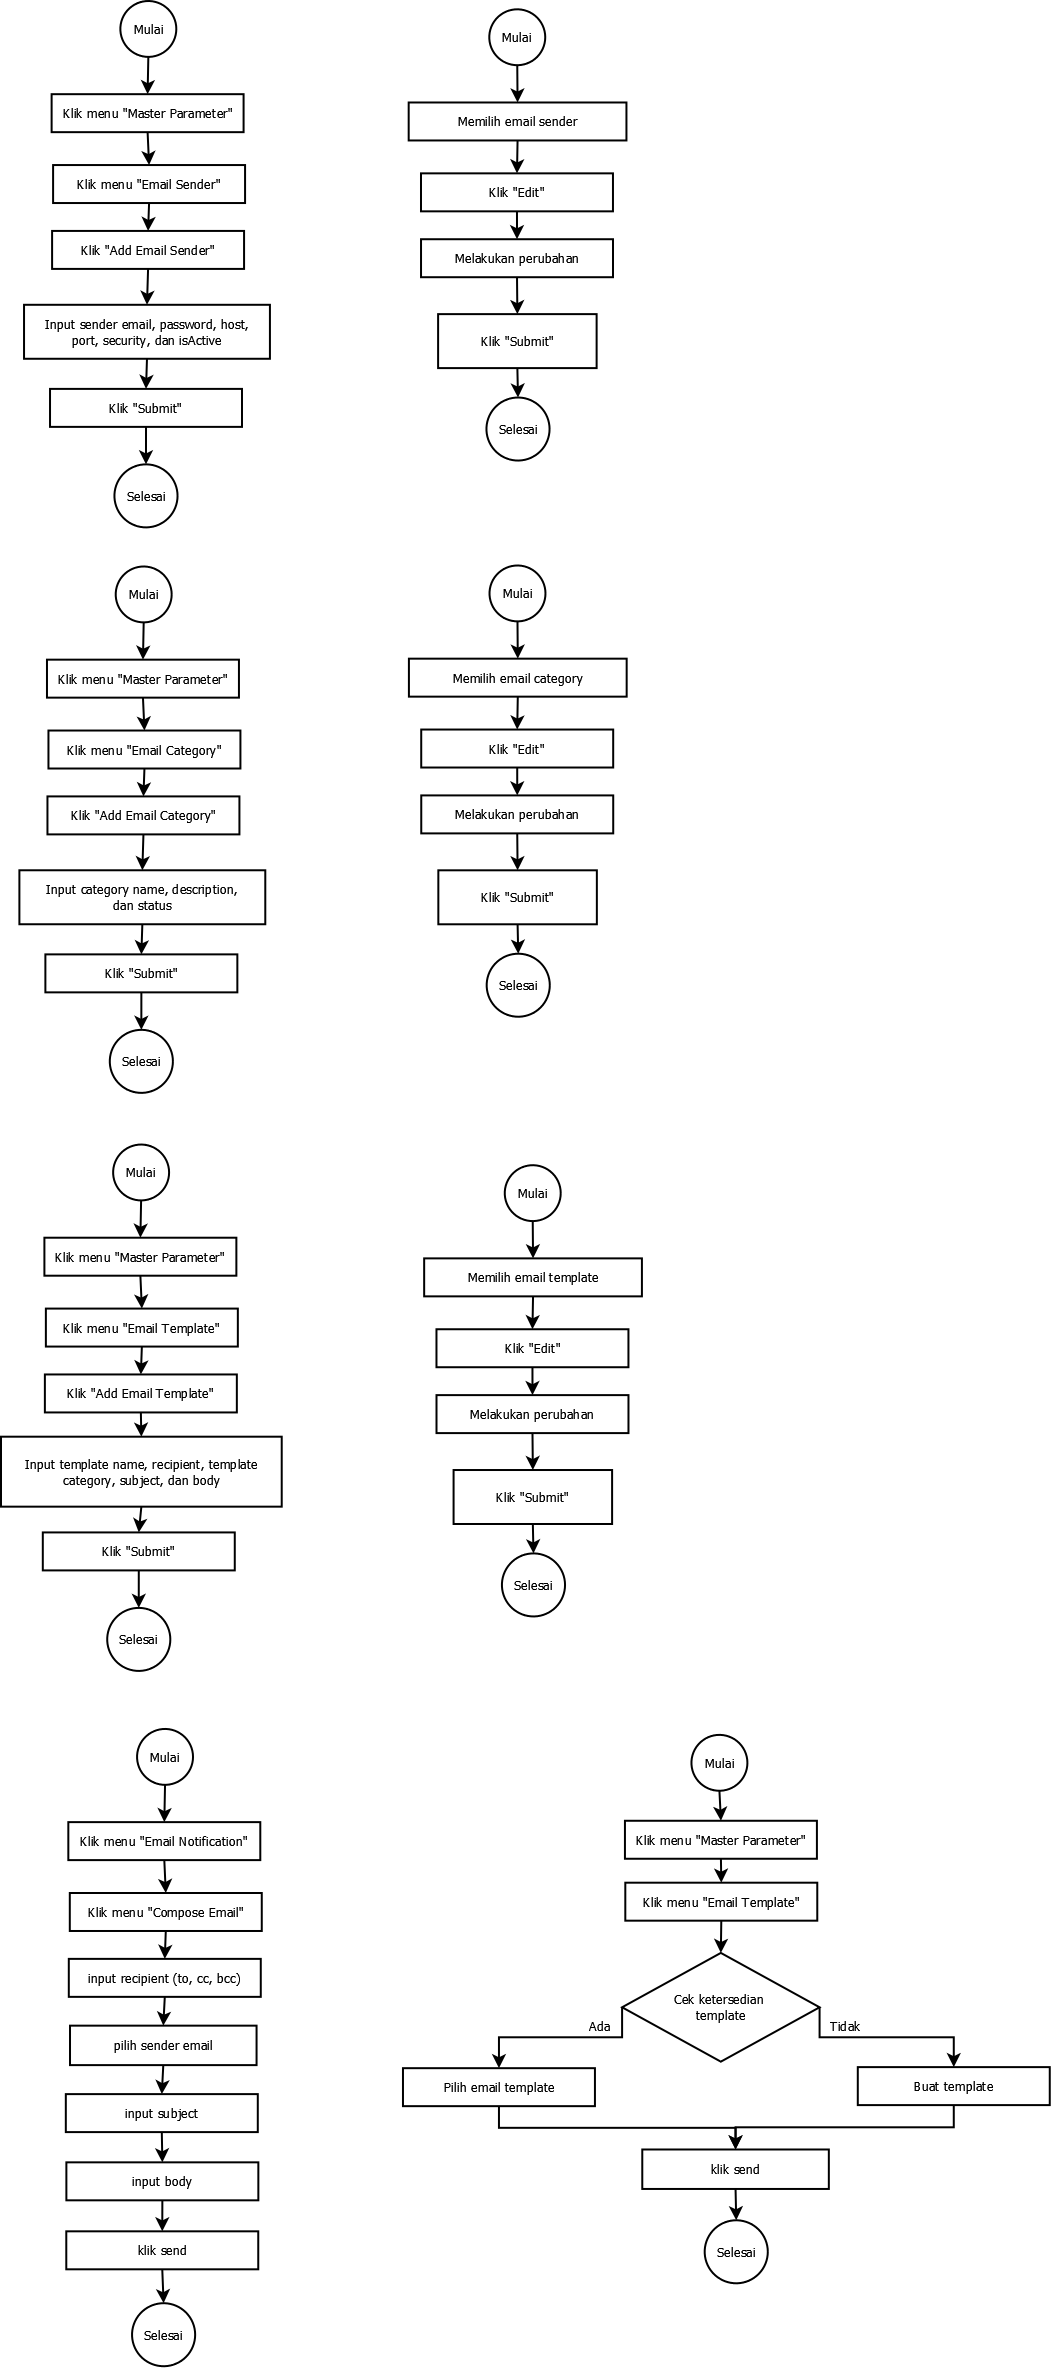 Mulai
Klik menu "Master Parameter"
Klik menu "Email Sender"
Klik "Add Email Sender"
Input sender email, password, host,
port, security, dan isActive
Klik "Submit"
Selesai
Mulai
Memilih email sender
Klik "Edit"
Melakukan perubahan
Klik "Submit"
Selesai
Mulai
Klik menu "Master Parameter"
Klik menu "Email Category"
Klik "Add Email Category"
Input category name, description,
dan status
Klik "Submit"
Selesai
Mulai
Memilih email category
Klik "Edit"
Melakukan perubahan
Klik "Submit"
Selesai
Mulai
Klik menu "Master Parameter"
Klik menu "Email Template"
Klik "Add Email Template"
Input template name, recipient, template
category, subject, dan body
Klik "Submit"
Selesai
Mulai
Memilih email template
Klik "Edit"
Melakukan perubahan
Klik "Submit"
Selesai
Mulai
Klik menu "Email Notification"
Klik menu "Compose Email"
input recipient (to, cc, bcc)
pilih sender email
input subject
input body
klik send
Selesai
Mulai
Klik menu "Master Parameter"
Klik menu "Email Template"
Cek ketersedian
template
Ada
Tidak
Pilih email template
Buat template
klik send
Selesai